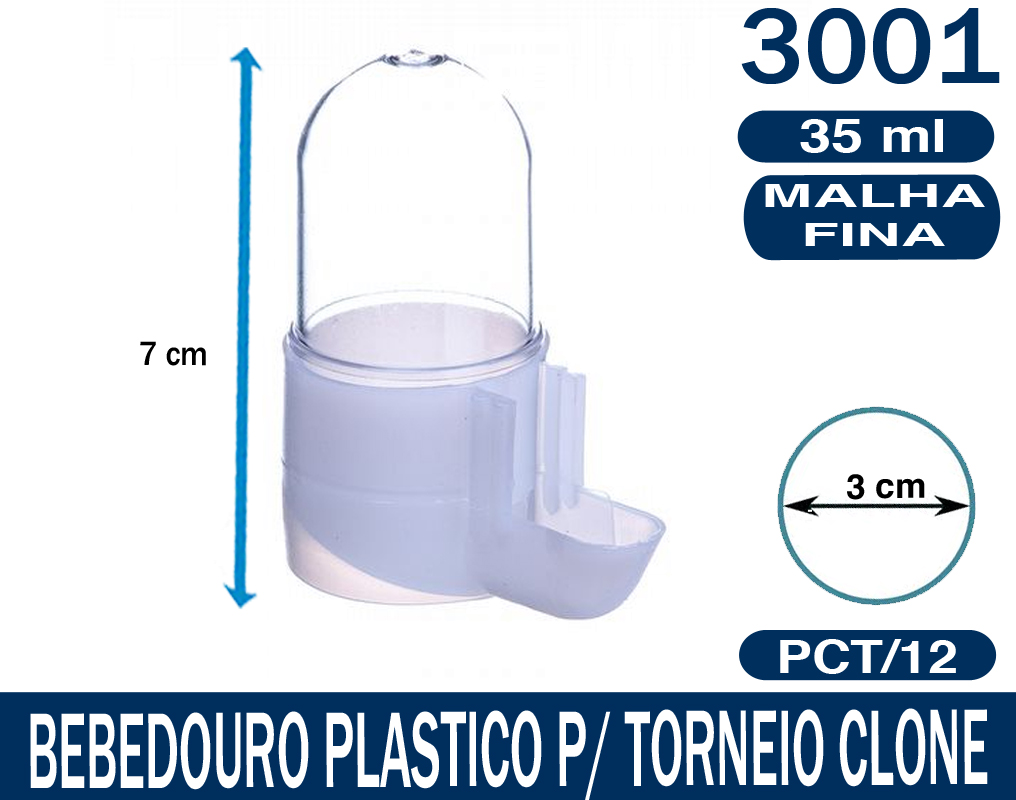 3001
35 ml
MALHA
FINA
7 cm
3 cm
PCT/12
BEBEDOURO PLASTICO P/ TORNEIO CLONE